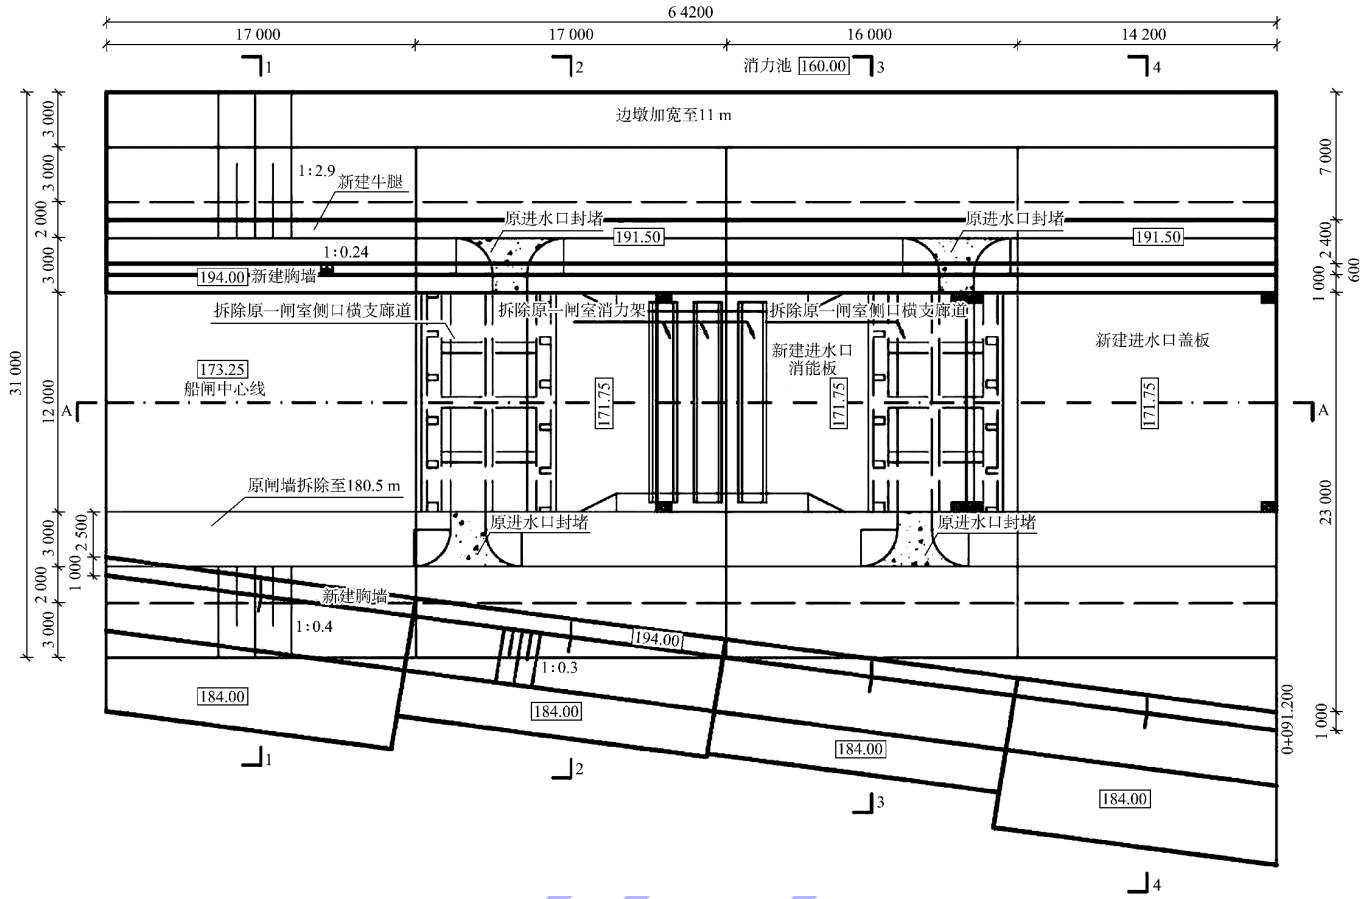 6 4200
17 000
17 000
16 000
14 200
1
2
消力池 160.00
3
4
边墩加宽至11 m
3 000
3 000
2 000
3 000
31 000
12 000
3 000
2 500
1 000
2 000
3 000
7 000
2 400
600
1 000
23 000
1 000
0+091.200
1:2.9
新建牛腿
原进水口封堵
191.50
原进水口封堵
191.50
1:0.24
194.00 新建胸墙
拆除原一闸室侧口横支廊道
拆除原一闸室消力架
拆除原一闸室侧口横支廊道
新建进水口
消能板
新建进水口盖板
173.25
船闸中心线
171.75
171.75
171.75
A
A
原闸墙拆除至180.5 m
原进水口封堵
原进水口封堵
新建胸墙
1:0.4
194.00
1:0.3
184.00
184.00
184.00
184.00
1
2
3
4